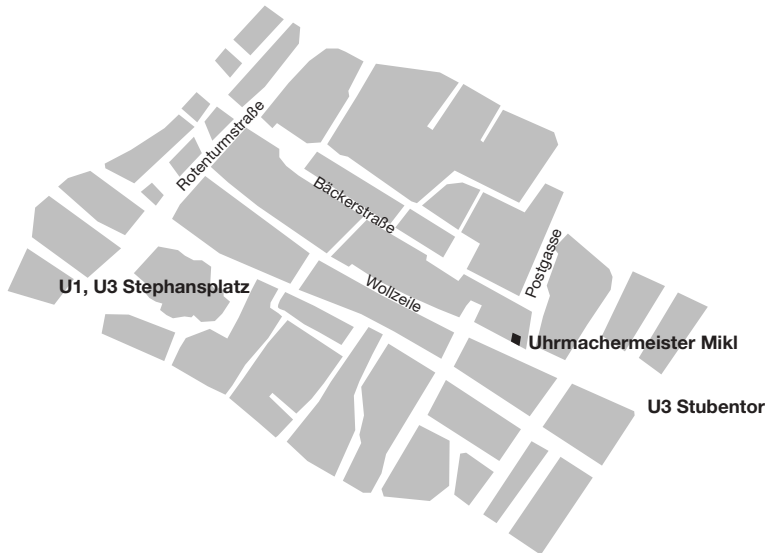 Rotenturmstraße
Bäckerstraße
Postgasse
U1, U3 Stephansplatz
Wollzeile
Uhrmachermeister Mikl
U3 Stubentor